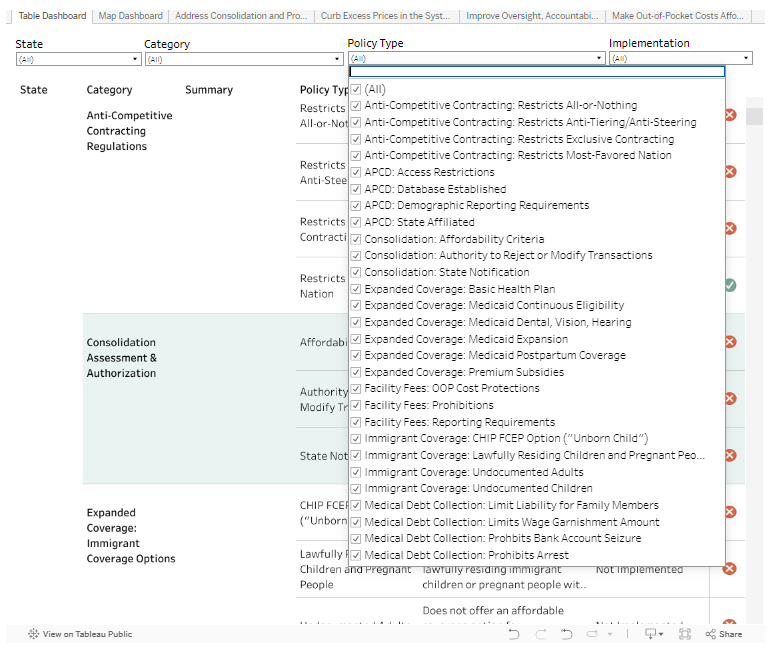 Table Dashboard
Map Dashboard
Address Consolidation and Pro...
Curb Excess Prices in the Syst...
Improve Oversight, Accountabi...
Make Out-of-Pocket Costs Affo...
State
Category
Policy Type
Implementation
(All)
(All)
(All)
(All)
State
Category
Summary
Policy Typ
(All)
Anti-Competitive Contracting: Restricts All-or-Nothing
Anti-Competitive Contracting: Restricts Anti-Tiering/Anti-Steering
Anti-Competitive Contracting: Restricts Exclusive Contracting
Anti-Competitive Contracting: Restricts Most-Favored Nation
APCD: Access Restrictions
APCD: Database Established
APCD: Demographic Reporting Requirements
APCD: State Affiliated
Consolidation: Affordability Criteria
Consolidation: Authority to Reject or Modify Transactions
Consolidation: State Notification
Expanded Coverage: Basic Health Plan
Expanded Coverage: Medicaid Continuous Eligibility
Expanded Coverage: Medicaid Dental, Vision, Hearing
Expanded Coverage: Medicaid Expansion
Expanded Coverage: Medicaid Postpartum Coverage
Expanded Coverage: Premium Subsidies
Facility Fees: OOP Cost Protections
Facility Fees: Prohibitions
Facility Fees: Reporting Requirements
Immigrant Coverage: CHIP FCEP Option ("Unborn Child")
Immigrant Coverage: Lawfully Residing Children and Pregnant Peo...
Immigrant Coverage: Undocumented Adults
Immigrant Coverage: Undocumented Children
Medical Debt Collection: Limit Liability for Family Members
Medical Debt Collection: Limits Wage Garnishment Amount
Medical Debt Collection: Prohbits Bank Account Seizure
Medical Debt Collection: Prohibits Arrest
Anti-Competitive
Contracting
Regulations
Restricts
All-or-Not
Restricts
Anti-Stee
Restricts
Contracti
Restricts
Nation
Consolidation
Assessment &
Authorization
Affordabi
Authority
Modify Tr
State Not
Expanded
Coverage:
Immigrant
Coverage Options
CHIP FCEP
("Unborn
Lawfully
Children and Pregnant
People
lawfully residing immigrant
children or pregnant people wit..
Not Implemented
Does not offer an affordable
View on Tableau Public
Share